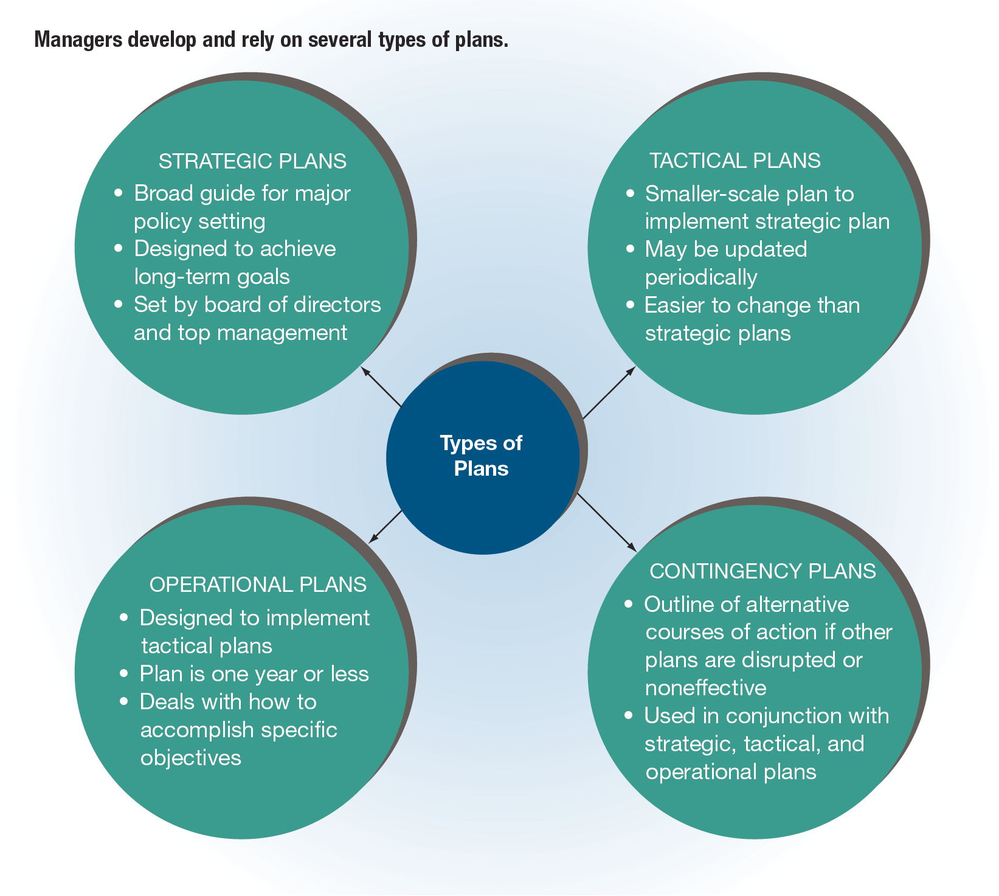 Managers develop and rely on several types of plans.
STRATEGIC PLANS
• Broad guide for major
policy setting
• Designed to achieve
long-term goals
• Set by board of directors
and top management
TACTICAL PLANS
• Smaller-scale plan to
implement strategic plan
• May be updated
periodically
• Easier to change than
strategic plans
Types of
Plans
OPERATIONAL PLANS
• Designed to implement
tactical plans
• Plan is one year or less
• Deals with how to
accomplish specific
objectives
CONTINGENCY PLANS
• Outline of alternative
courses of action if other
plans are disrupted or
noneffective
• Used in conjunction with
strategic, tactical, and
operational plans